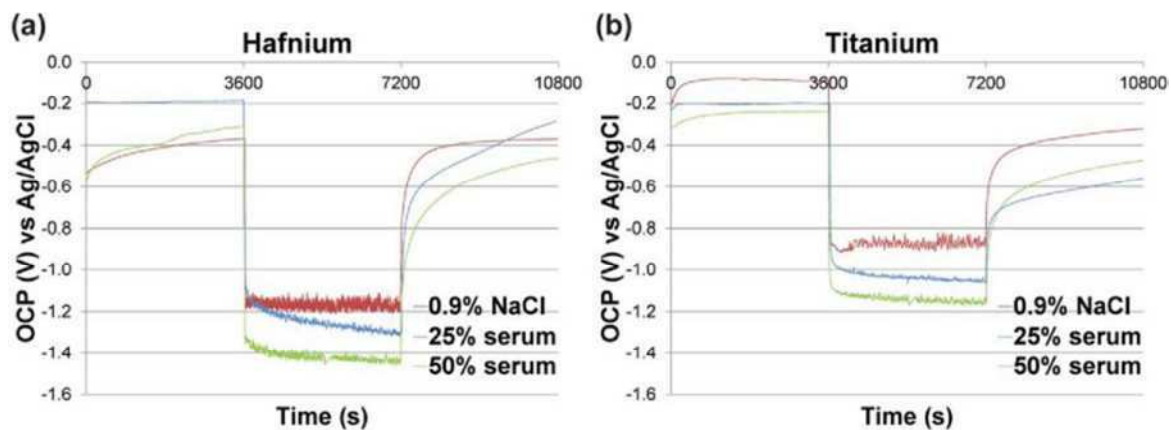 (a)
Hafnium
0.0
0 3600 7200 10800
-0.2
-0.4
-0.6
-0.8
-1.0
-1.2
-1.4
-1.6
OCP (V) vs Ag/AgCl
0.9% NaCl
25% serum
50% serum
Time (s)
(b)
Titanium
0.0
0 3600 7200 10800
-0.2
-0.4
-0.6
-0.8
-1.0
-1.2
-1.4
-1.6
OCP (V) vs Ag/AgCl
0.9% NaCl
25% serum
50% serum
Time (s)